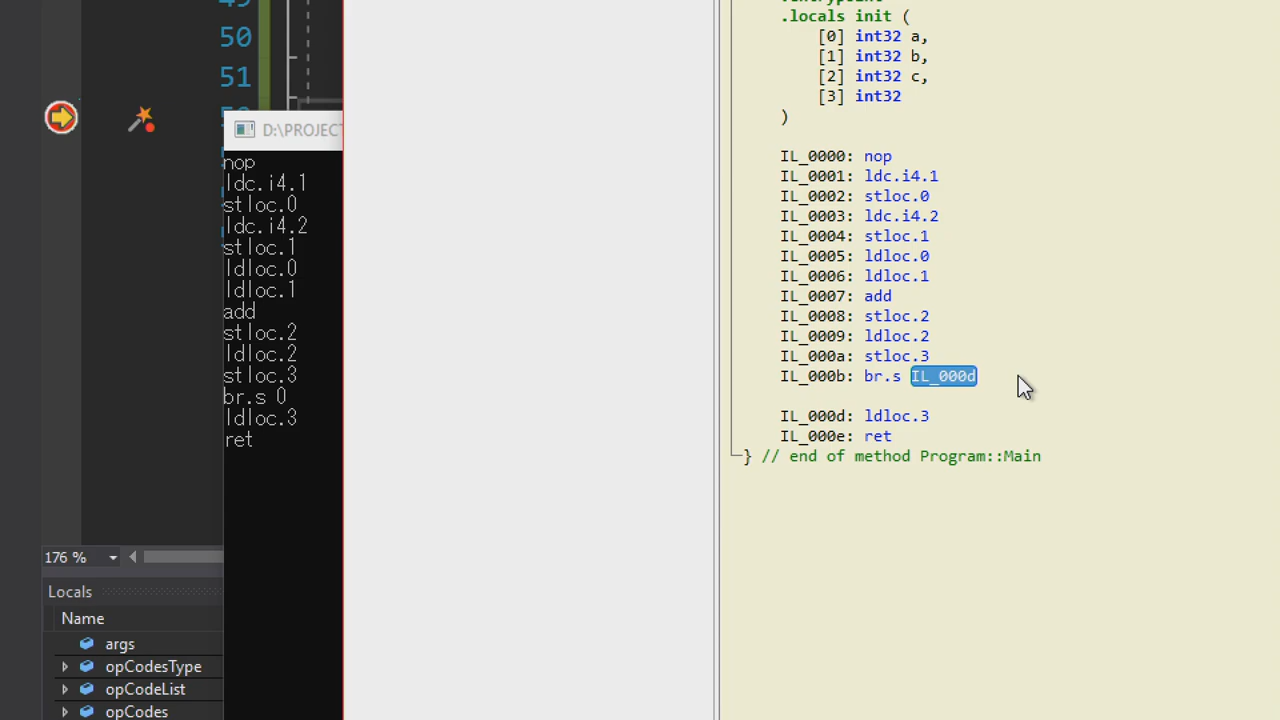 50
51
D:\PROJECT
nop
ldc.i4.1
stloc.0
ldc.i4.2
stloc.1
ldloc.0
ldloc.1
add
stloc.2
ldloc.2
stloc.3
br.s 0
ldloc.3
ret
176 %
Locals
Name
args
opCodesType
opCodeList
opCodes
.locals init (
[0] int32 a,
[1] int32 b,
[2] int32 c,
[3] int32
)
IL_0000: nop
IL_0001: ldc.i4.1
IL_0002: stloc.0
IL_0003: ldc.i4.2
IL_0004: stloc.1
IL_0005: ldloc.0
IL_0006: ldloc.1
IL_0007: add
IL_0008: stloc.2
IL_0009: ldloc.2
IL_000a: stloc.3
IL_000b: br.s IL_000d
IL_000d: ldloc.3
IL_000e: ret
} // end of method Program::Main